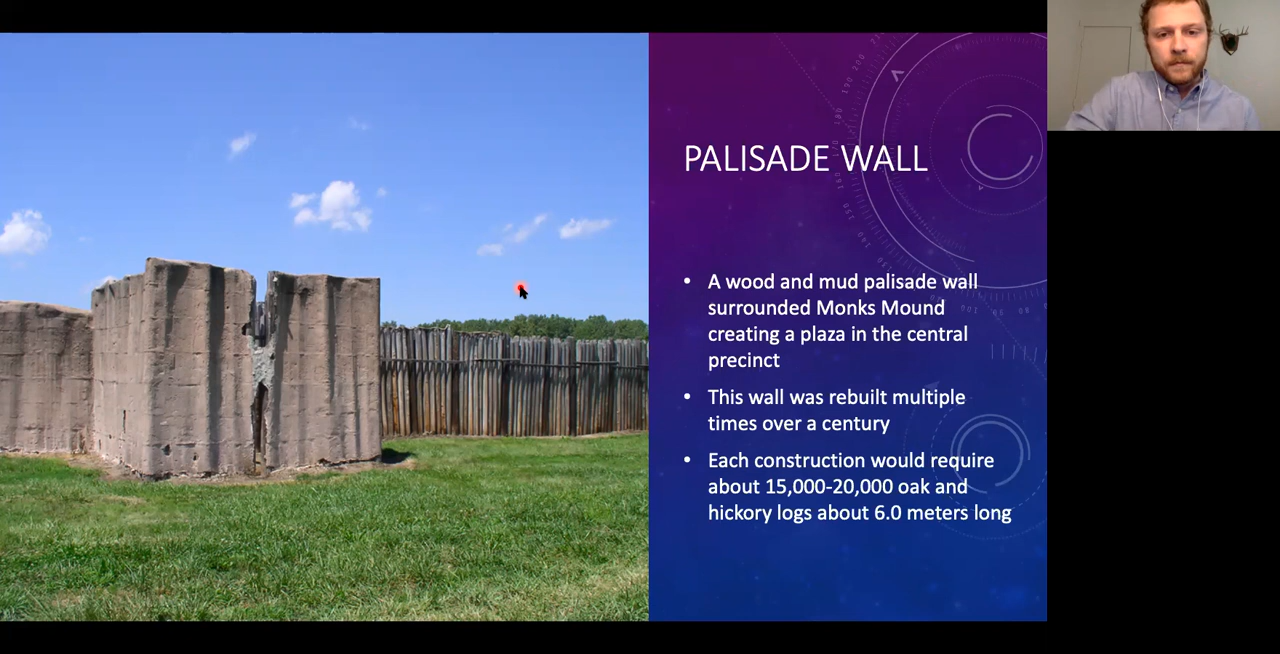 PALISADE WALL
• A wood and mud palisade wall
surrounded Monks Mound
creating a plaza in the central
precinct
• This wall was rebuilt multiple
times over a century
• Each construction would require
about 15,000-20,000 oak and
hickory logs about 6.0 meters long